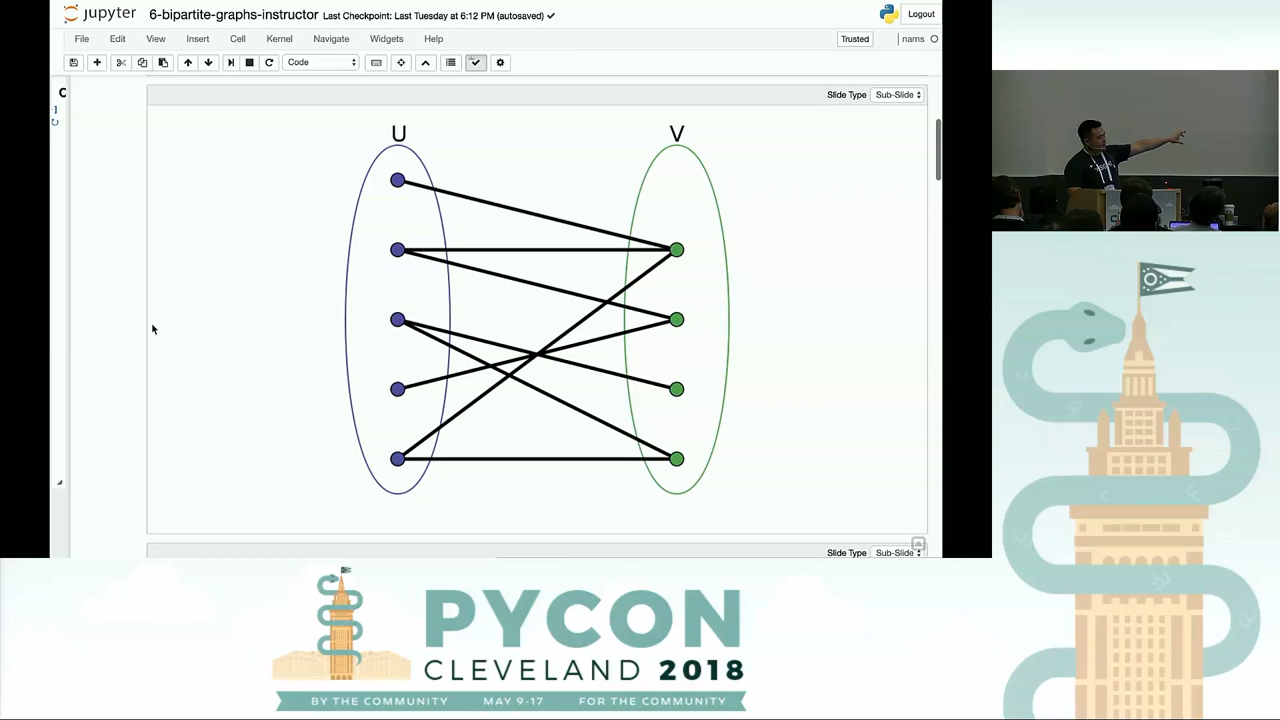 jupyter 6-bipartite-graphs-instructor Last Checkpoint: Last Tuesday at 6:12 PM (autosaved) Logout
File Edit View Insert Cell Kernel Navigate Widgets Help Trusted nams
Code
Slide Type Sub-Slide
U V
Slide Type Sub-Slide
PYCON
CLEVELAND 2018
BY THE COMMUNITY MAY 9-17 FOR THE COMMUNITY